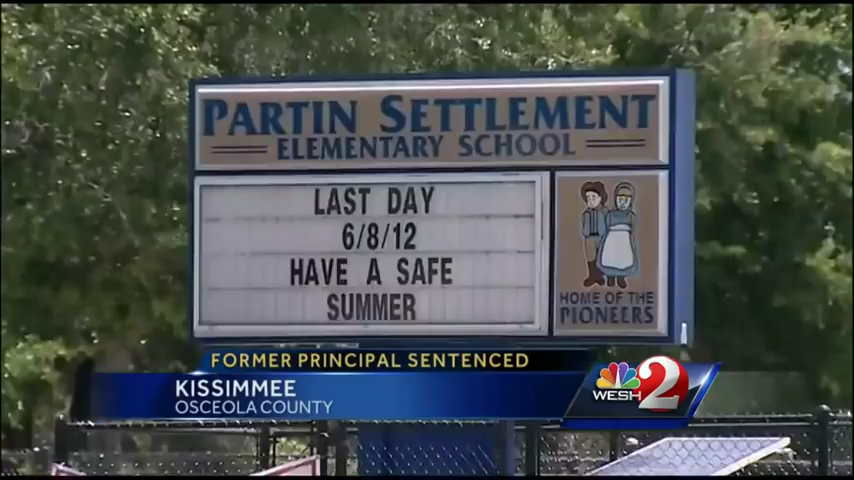 PARTIN SETTLEMENT
ELEMENTARY SCHOOL
LAST DAY
6/8/12
HAVE A SAFE
SUMMER
HOME OF THE
PIONEERS
FORMER PRINCIPAL SENTENCED
KISSIMMEE
OSCEOLA COUNTY
WESH 2